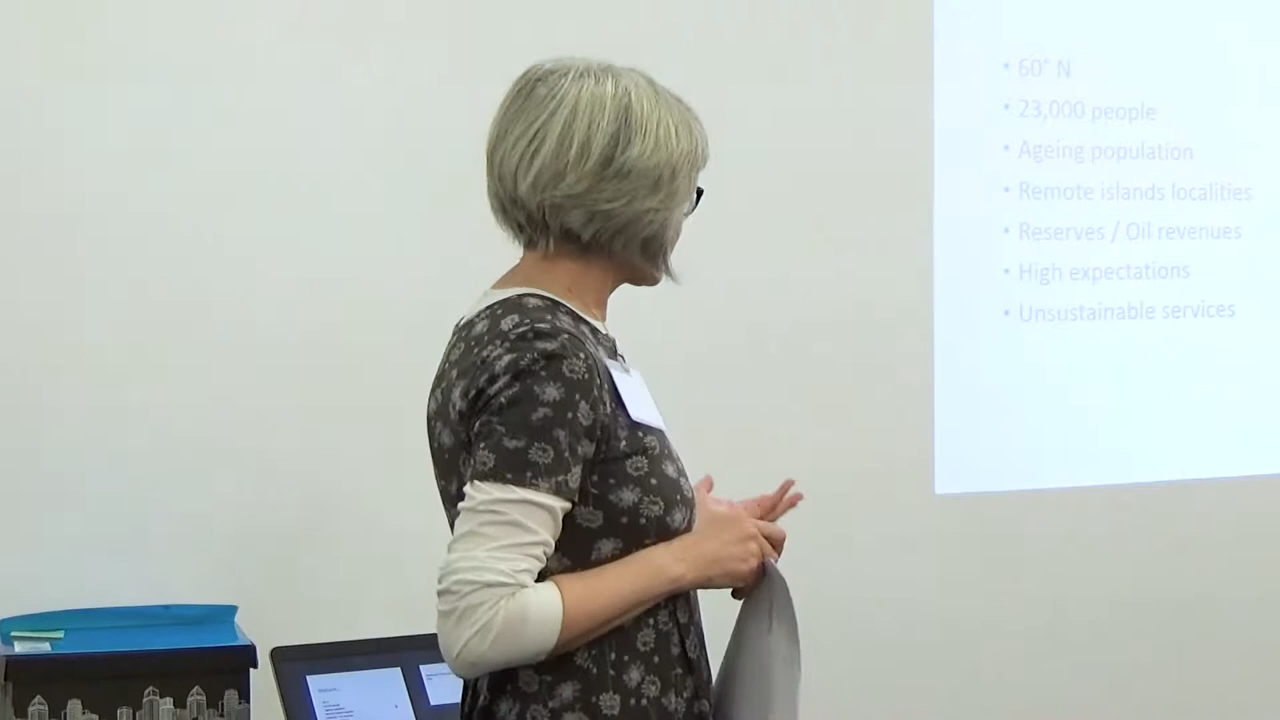 • 60° N
• 23,000 people
• Ageing population
• Remote islands localities
• Reserves / Oil revenues
• High expectations
• Unsustainable services